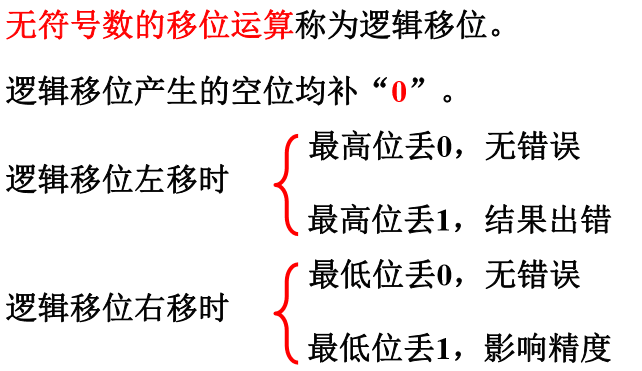 无符号数的移位运算称为逻辑移位。
逻辑移位产生的空位均补“0”。
逻辑移位左移时
最高位丢0，无错误
最高位丢1，结果出错
逻辑移位右移时
最低位丢0，无错误
最低位丢1，影响精度